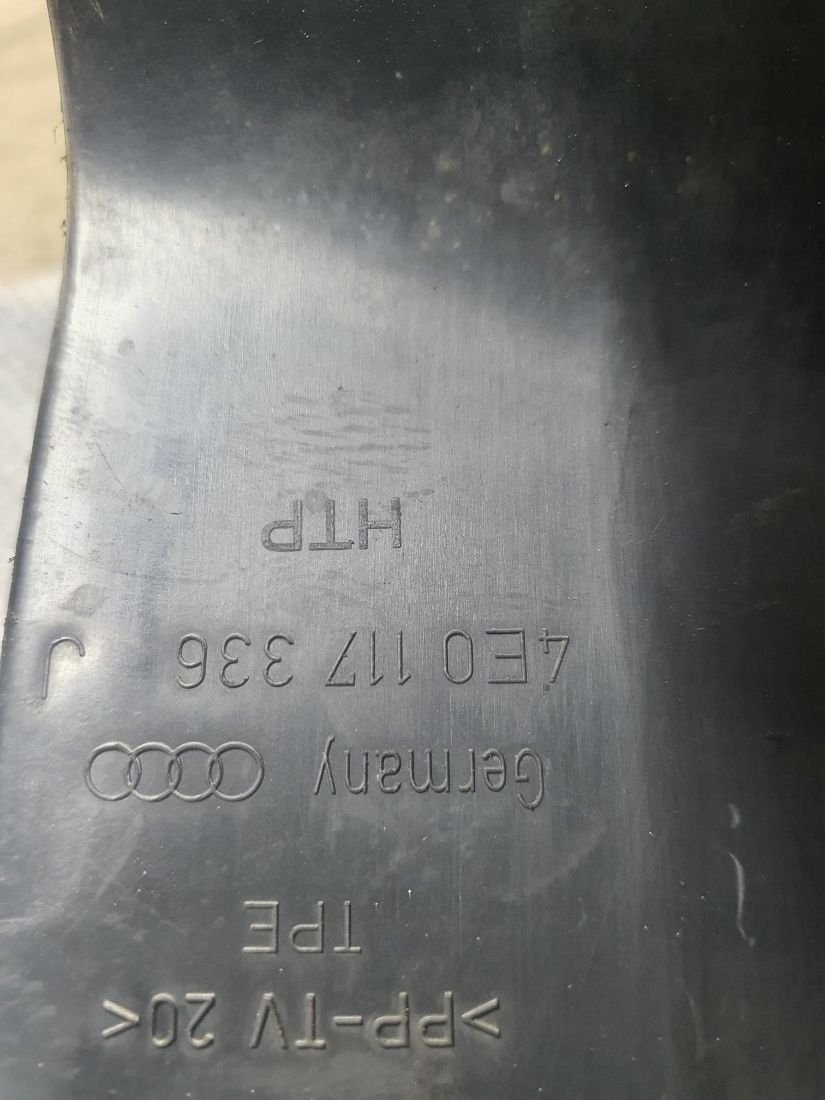 >PP-TV 20<
TPE
Germany
4E0 117 336 J
HTP